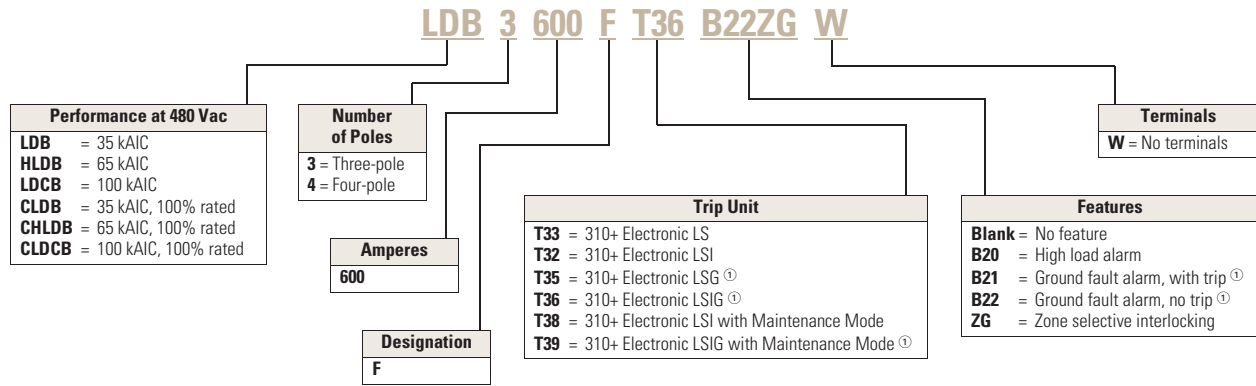 LDB 3 600 F T36 B22ZG W
Performance at 480 Vac
LDB = 35 kAIC
HLDB = 65 kAIC
LDCB = 100 kAIC
CLDB = 35 kAIC, 100% rated
CHLDB = 65 kAIC, 100% rated
CLDCB = 100 kAIC, 100% rated
Number
of Poles
3 = Three-pole
4 = Four-pole
Amperes
600
Designation
F
Trip Unit
T33 = 310+ Electronic LS
T32 = 310+ Electronic LSI
T35 = 310+ Electronic LSG ①
T36 = 310+ Electronic LSIG ①
T38 = 310+ Electronic LSI with Maintenance Mode
T39 = 310+ Electronic LSIG with Maintenance Mode ①
Features
Blank = No feature
B20 = High load alarm
B21 = Ground fault alarm, with trip ①
B22 = Ground fault alarm, no trip ①
ZG = Zone selective interlocking
Terminals
W = No terminals